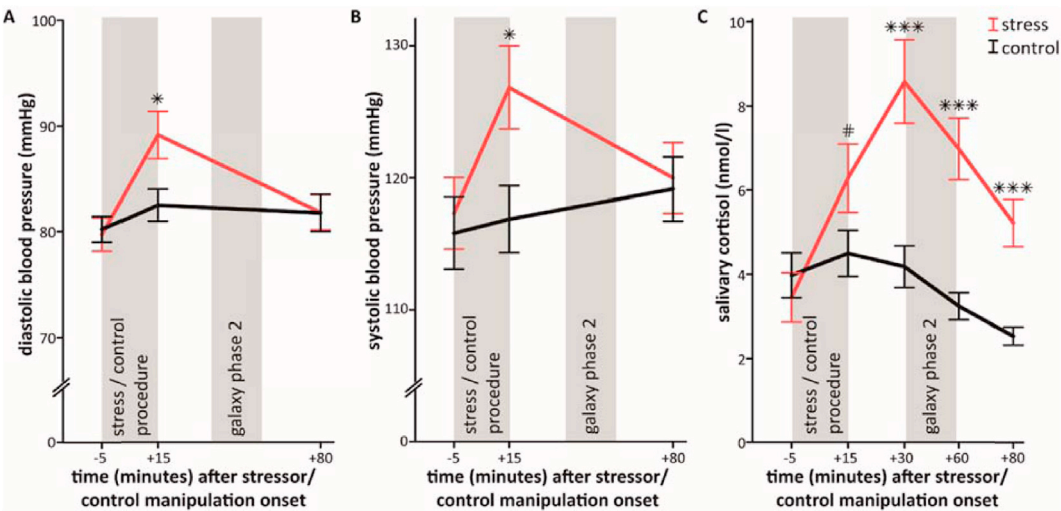 A
diastolic blood pressure (mmHg)
100
90
80
70
0
*
stress / control
procedure
galaxy phase 2
-5
+15
+80
time (minutes) after stressor/
control manipulation onset
B
systolic blood pressure (mmHg)
130
120
110
0
*
stress / control
procedure
galaxy phase 2
-5
+15
+80
time (minutes) after stressor/
control manipulation onset
C
salivary cortisol (nmol/l)
10
8
6
4
2
0
#
***
***
***
stress
control
stress / control
procedure
galaxy phase 2
-5
+15
+30
+60
+80
time (minutes) after stressor/
control manipulation onset